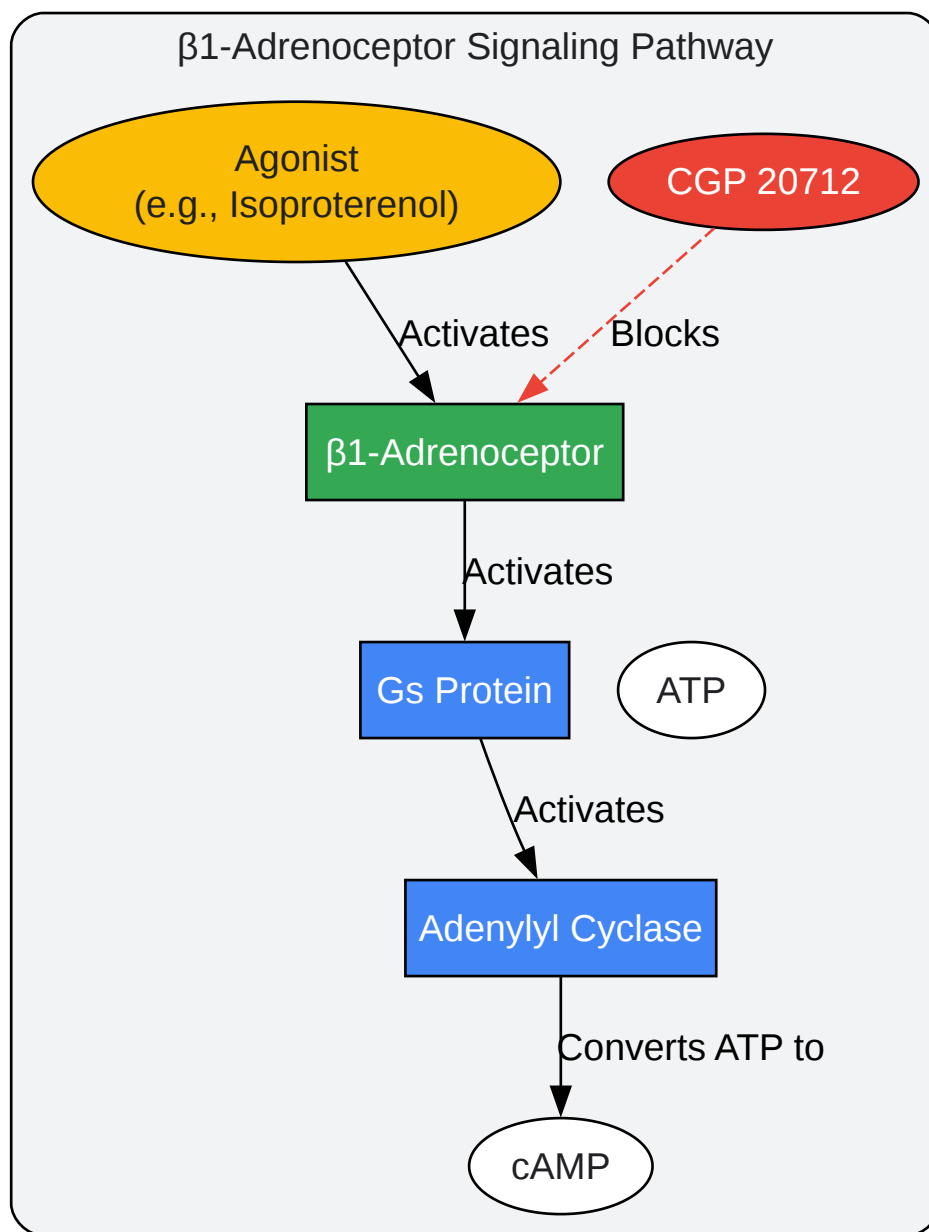 β1-Adrenoceptor Signaling Pathway
Agonist
(e.g., Isoproterenol)
CGP 20712
Activates
Blocks
β1-Adrenoceptor
Activates
Gs Protein
ATP
Activates
Adenylyl Cyclase
Converts ATP to
cAMP